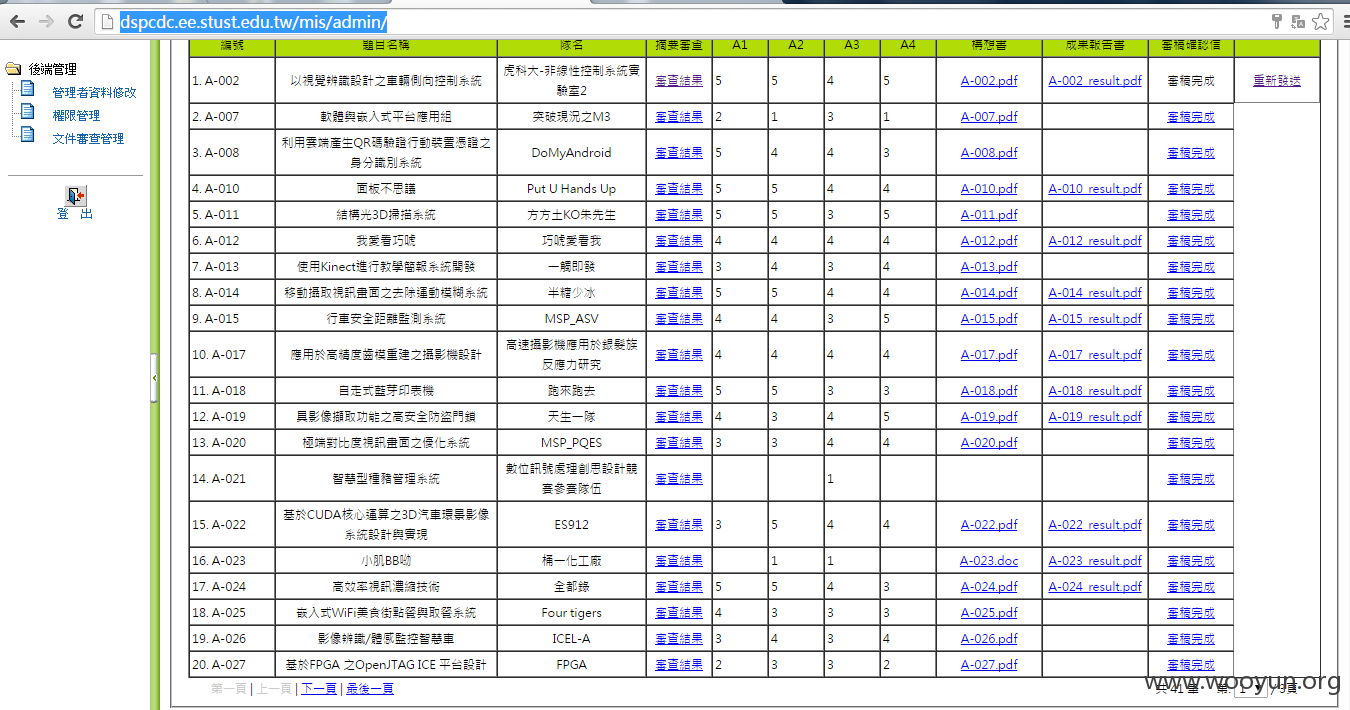 dspcdc.ee.stust.edu.tw/mis/admin/
後端管理
管理者資料修改
權限管理
文件審查管理
登 出
編號 題目名稱 隊名 摘要審查 A1 A2 A3 A4 構想書 成果報告書 審稿確認信
1. A-002 以視覺辨識設計之車輛側向控制系統 虎科大-非線性控制系統實驗室2 審查結果 5 5 4 5 A-002.pdf A-002_result.pdf 審稿完成 重新發送
2. A-007 軟體與嵌入式平台應用組 突破現況之M3 審查結果 2 1 3 1 A-007.pdf 審稿完成
3. A-008 利用雲端產生QR碼驗證行動裝置憑證之身分識別系統 DoMyAndroid 審查結果 5 4 4 3 A-008.pdf 審稿完成
4. A-010 面板不思議 Put U Hands Up 審查結果 5 5 4 4 A-010.pdf A-010_result.pdf 審稿完成
5. A-011 結構光3D掃描系統 方方土KO朱先生 審查結果 5 5 3 5 A-011.pdf 審稿完成
6. A-012 我愛看巧唬 巧唬愛看我 審查結果 4 4 4 4 A-012.pdf A-012_result.pdf 審稿完成
7. A-013 使用Kinect進行教學簡報系統開發 一觸即發 審查結果 3 4 3 4 A-013.pdf 審稿完成
8. A-014 移動攝取視訊畫面之去除運動模糊系統 半糖少冰 審查結果 5 5 4 4 A-014.pdf A-014_result.pdf 審稿完成
9. A-015 行車安全距離監測系統 MSP_ASV 審查結果 4 4 3 5 A-015.pdf A-015_result.pdf 審稿完成
10. A-017 應用於高精度齒模重建之攝影機設計 高速攝影機應用於銀髮族反應力研究 審查結果 4 4 4 4 A-017.pdf A-017_result.pdf 審稿完成
11. A-018 自走式藍芽印表機 跑來跑去 審查結果 5 5 3 3 A-018.pdf A-018_result.pdf 審稿完成
12. A-019 具影像擷取功能之高安全防盜門鎖 天生一隊 審查結果 4 3 4 5 A-019.pdf A-019_result.pdf 審稿完成
13. A-020 極端對比度視訊畫面之優化系統 MSP_PQES 審查結果 3 3 4 4 A-020.pdf 審稿完成
14. A-021 智慧型種豬管理系統 數位訊號處理創思設計競賽參賽隊伍 審查結果 1 審稿完成
15. A-022 基於CUDA核心運算之3D汽車環景影像系統設計與實現 ES912 審查結果 3 5 4 4 A-022.pdf A-022_result.pdf 審稿完成
16. A-023 小肌BB呦 桶一化工廠 審查結果 1 1 A-023.doc A-023_result.pdf 審稿完成
17. A-024 高效率視訊濃縮技術 全都錄 審查結果 5 5 4 3 A-024.pdf A-024_result.pdf 審稿完成
18. A-025 嵌入式WiFi美食街點餐與取餐系統 Four tigers 審查結果 4 3 3 3 A-025.pdf 審稿完成
19. A-026 影像辨識/體感監控智慧車 ICEL-A 審查結果 3 4 3 4 A-026.pdf 審稿完成
20. A-027 基於FPGA 之OpenJTAG ICE 平台設計 FPGA 審查結果 2 3 3 2 A-027.pdf 審稿完成
第一頁 | 上一頁 | 下一頁 | 最後一頁 共 41 筆 第: 1 / 3頁
www.wooyun.org